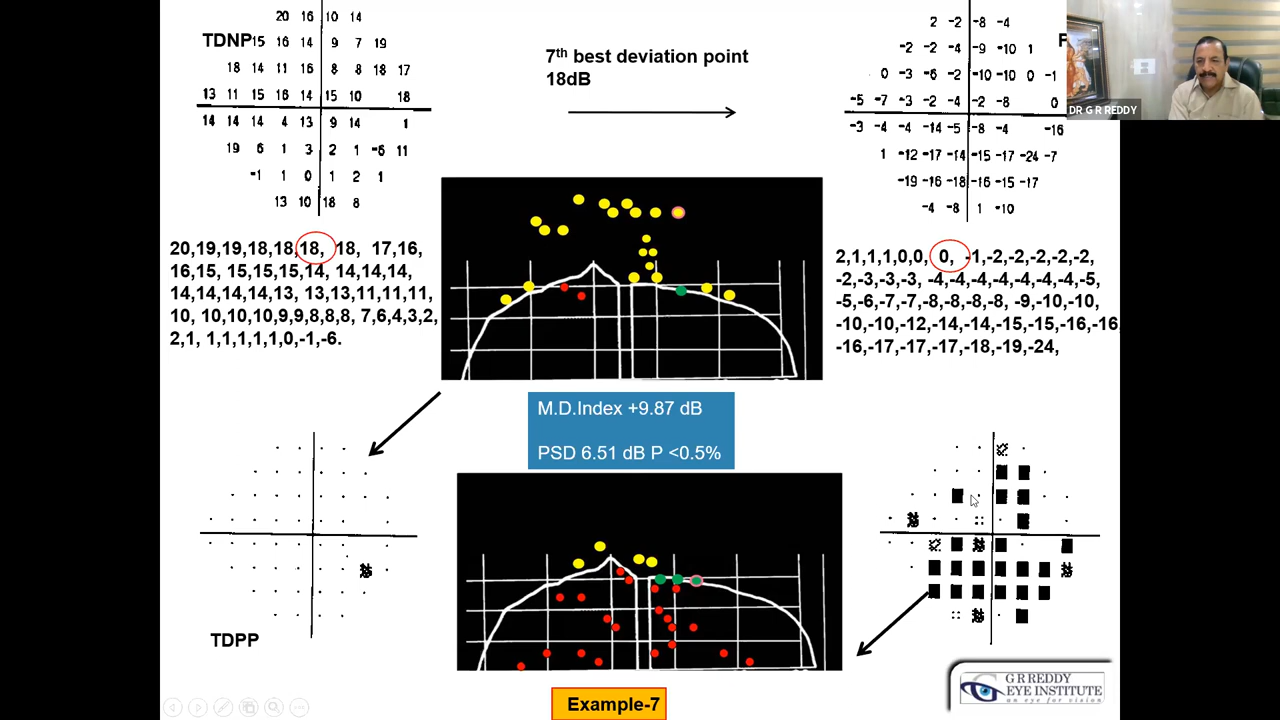 20 16 10 14
TDNP 15 16 14 9 7 19
18 14 11 16 8 8 18 17
13 11 15 16 14 15 10 18
14 14 14 4 13 9 14 1
19 6 1 3 2 1 -6 11
-1 1 0 1 2 1
13 10 18 8
7th best deviation point
18dB
2 -2 -8 -4
-2 -2 -4 -9 -10 1
0 -3 -6 -2 -10 -10 0 -1
-5 -7 -3 -2 -4 -2 -8 0
-3 -4 -4 -14 -5 -8 -4 -16
1 -12 -17 -14 -15 -17 -24 -7
-19 -16 -18 -16 -15 -17
-4 -8 1 -10
DR G R REDDY
20,19,19,18,18,18, 18, 17,16,
16,15, 15,15,15,14, 14,14,14,
14,14,14,14,13, 13,13,11,11,11,
10, 10,10,10,9,9,8,8,8, 7,6,4,3,2,
2,1, 1,1,1,1,1,0,-1,-6.
2,1,1,1,0,0, 0, -1,-2,-2,-2,-2,-2,
-2,-3,-3,-3, -4,-4,-4,-4,-4,-4,-4,-5,
-5,-6,-7,-7,-8,-8,-8,-8, -9,-10,-10,
-10,-10,-12,-14,-14,-15,-15,-16,-16
-16,-17,-17,-17,-18,-19,-24,
M.D.Index +9.87 dB
PSD 6.51 dB P <0.5%
TDPP
Example-7
G R REDDY
EYE INSTITUTE
an eye for vision